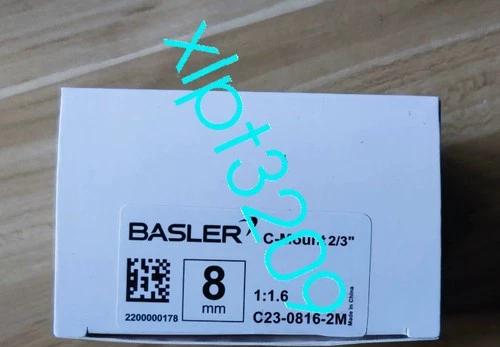 xlpt3209
BASLER
C-Mount 2/3"
8
mm
1:1.6
2200000178
C23-0816-2M
Made in China